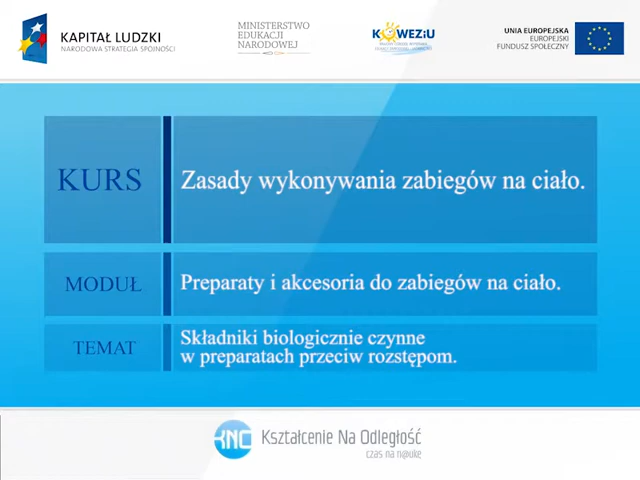 KAPITAŁ LUDZKI
NARODOWA STRATEGIA SPÓJNOŚCI
MINISTERSTWO
EDUKACJI
NARODOWEJ
KOWEZiU
UNIA EUROPEJSKA
EUROPEJSKI
FUNDUSZ SPOŁECZNY
KURS
Zasady wykonywania zabiegów na ciało.
MODUŁ
Preparaty i akcesoria do zabiegów na ciało.
TEMAT
Składniki biologicznie czynne
w preparatach przeciw rozstępom.
KNO
Kształcenie Na Odległość
czas na n@ukę